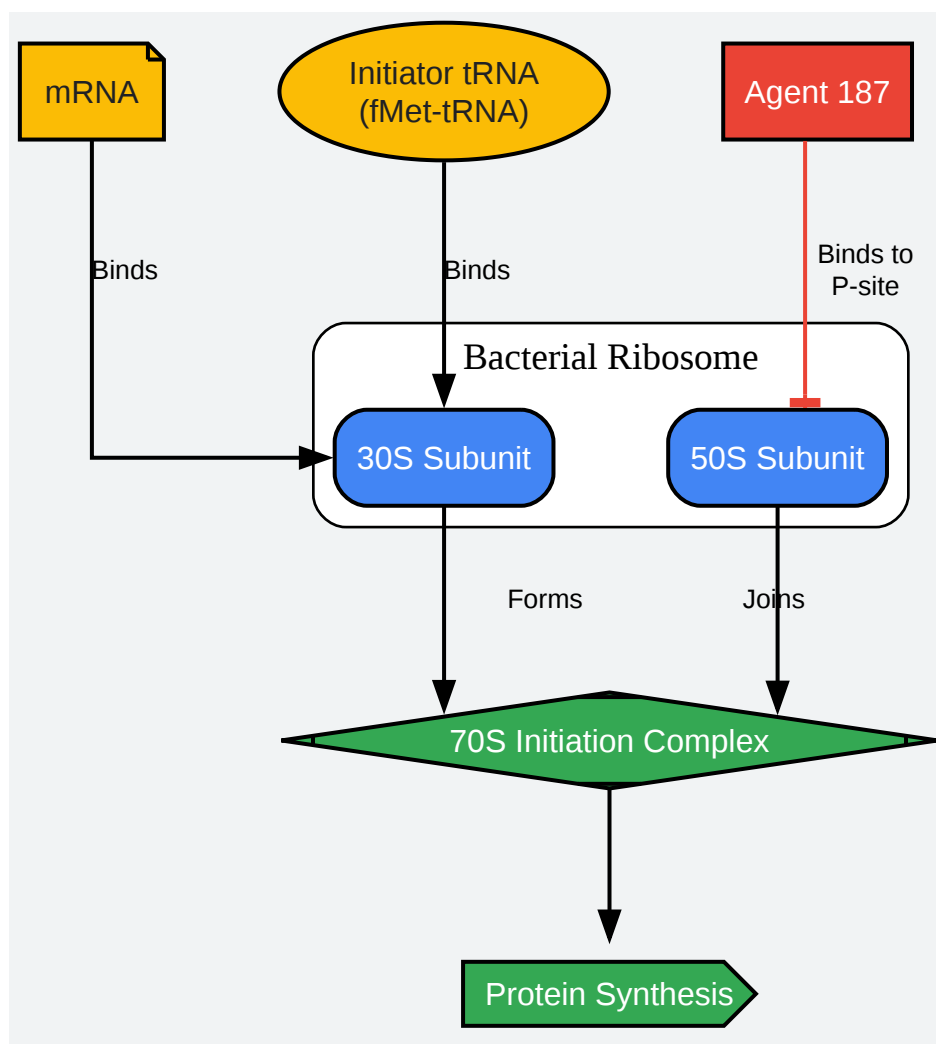 mRNA
Initiator tRNA
(fMet-tRNA)
Agent 187
Binds
Binds
Binds to
P-site
Bacterial Ribosome
30S Subunit
50S Subunit
Forms
Joins
70S Initiation Complex
Protein Synthesis